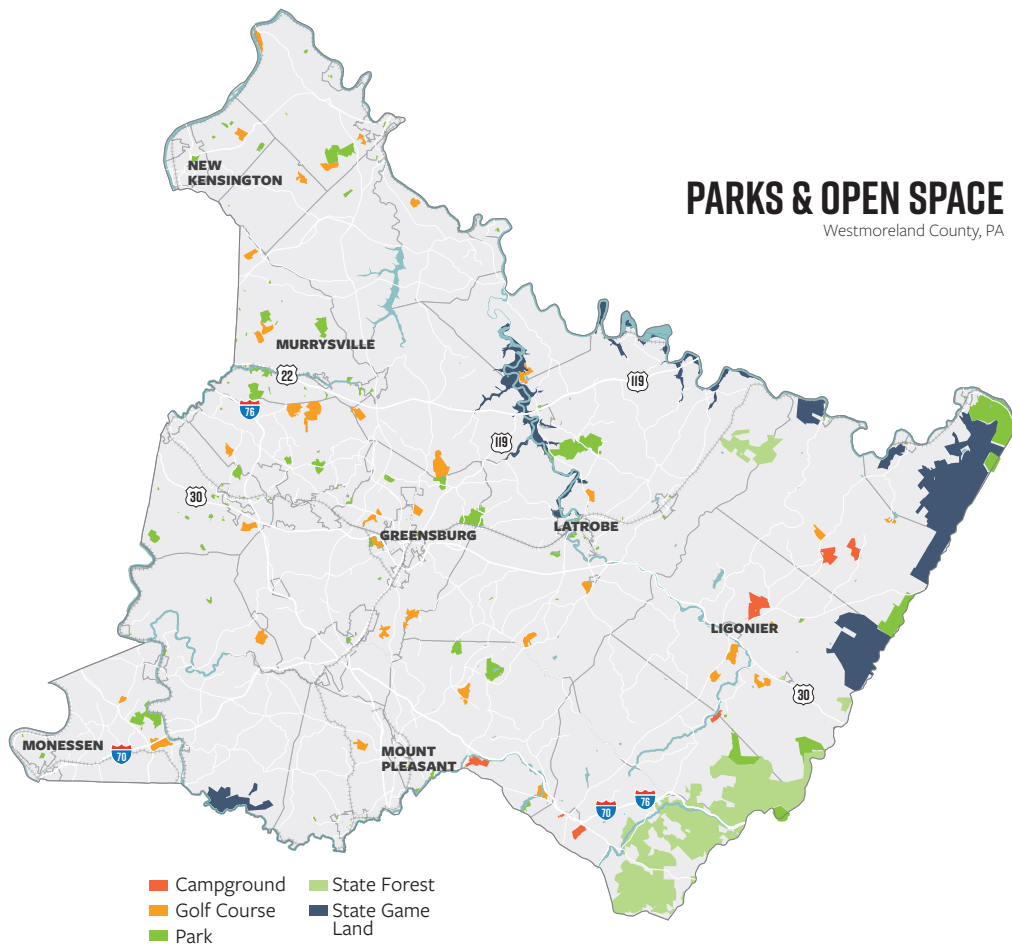 PARKS & OPEN SPACE
Westmoreland County, PA
NEW
KENSINGTON
MURRYSVILLE
22
76
119
119
30
GREENSBURG
LATROBE
LIGONIER
30
MONESSEN
70
MOUNT
PLEASANT
70
76
Campground
Golf Course
Park
State Forest
State Game
Land